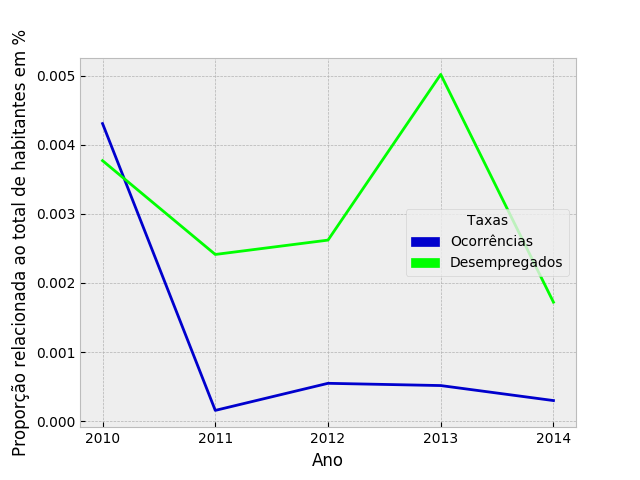 Proporção relacionada ao total de habitantes em %
0.005
0.004
0.003
0.002
0.001
0.000
Taxas
Ocorrências
Desempregados
2010 2011 2012 2013 2014
Ano